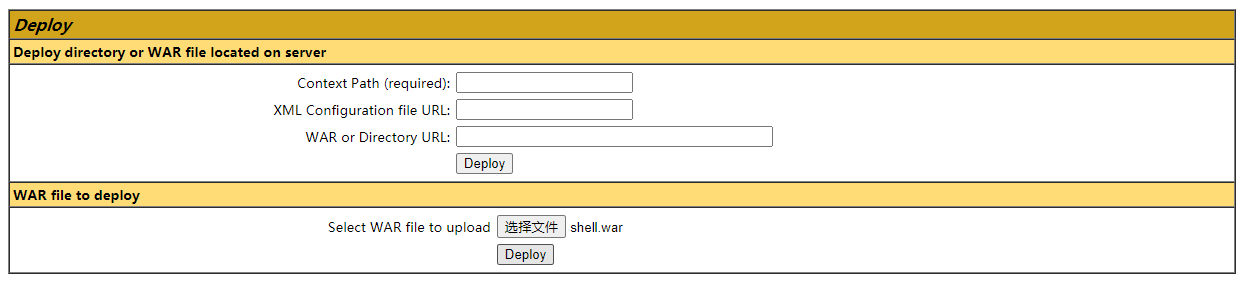 Deploy
Deploy directory or WAR file located on server
Context Path (required):
XML Configuration file URL:
WAR or Directory URL:
Deploy
WAR file to deploy
Select WAR file to upload 选择文件 shell.war
Deploy